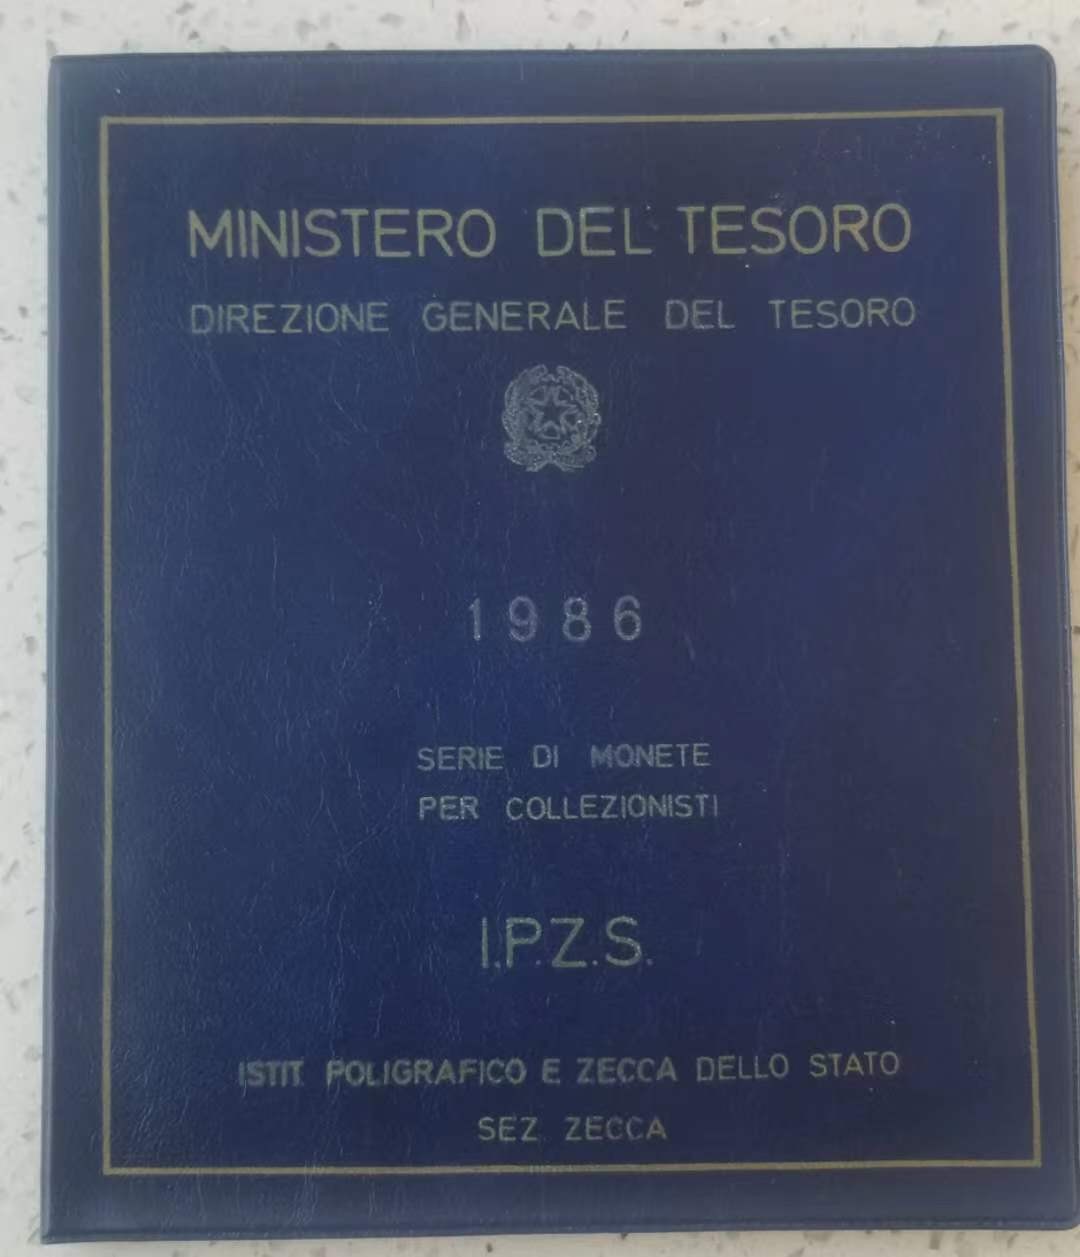 MINISTERO DEL TESORO
DIREZIONE GENERALE DEL TESORO
1986
SERIE DI MONETE
PER COLLEZIONISTI
I.P.Z.S.
ISTIT. POLIGRAFICO E ZECCA DELLO STATO
SEZ. ZECCA